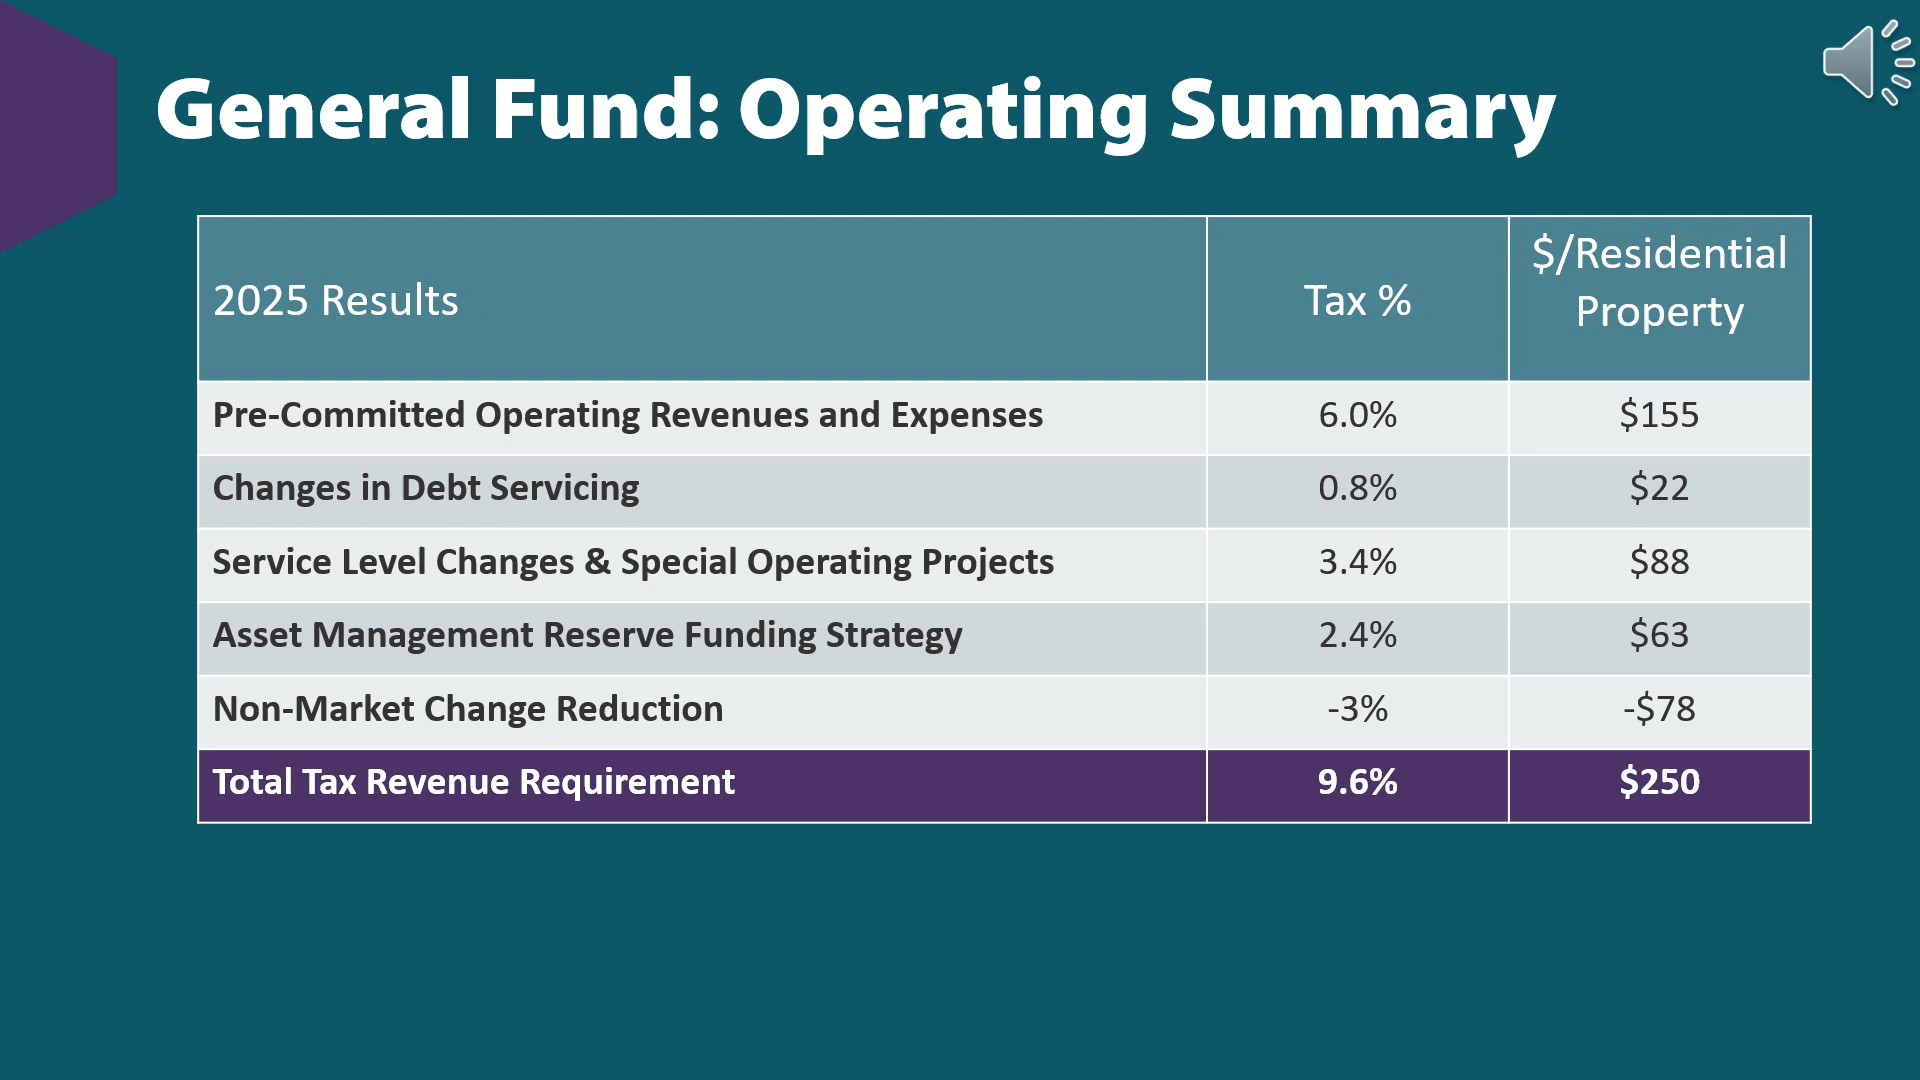 General Fund: Operating Summary
2025 Results Tax % $/Residential
Property
Pre-Committed Operating Revenues and Expenses 6.0% $155
Changes in Debt Servicing 0.8% $22
Service Level Changes & Special Operating Projects 3.4% $88
Asset Management Reserve Funding Strategy 2.4% $63
Non-Market Change Reduction -3% -$78
Total Tax Revenue Requirement 9.6% $250